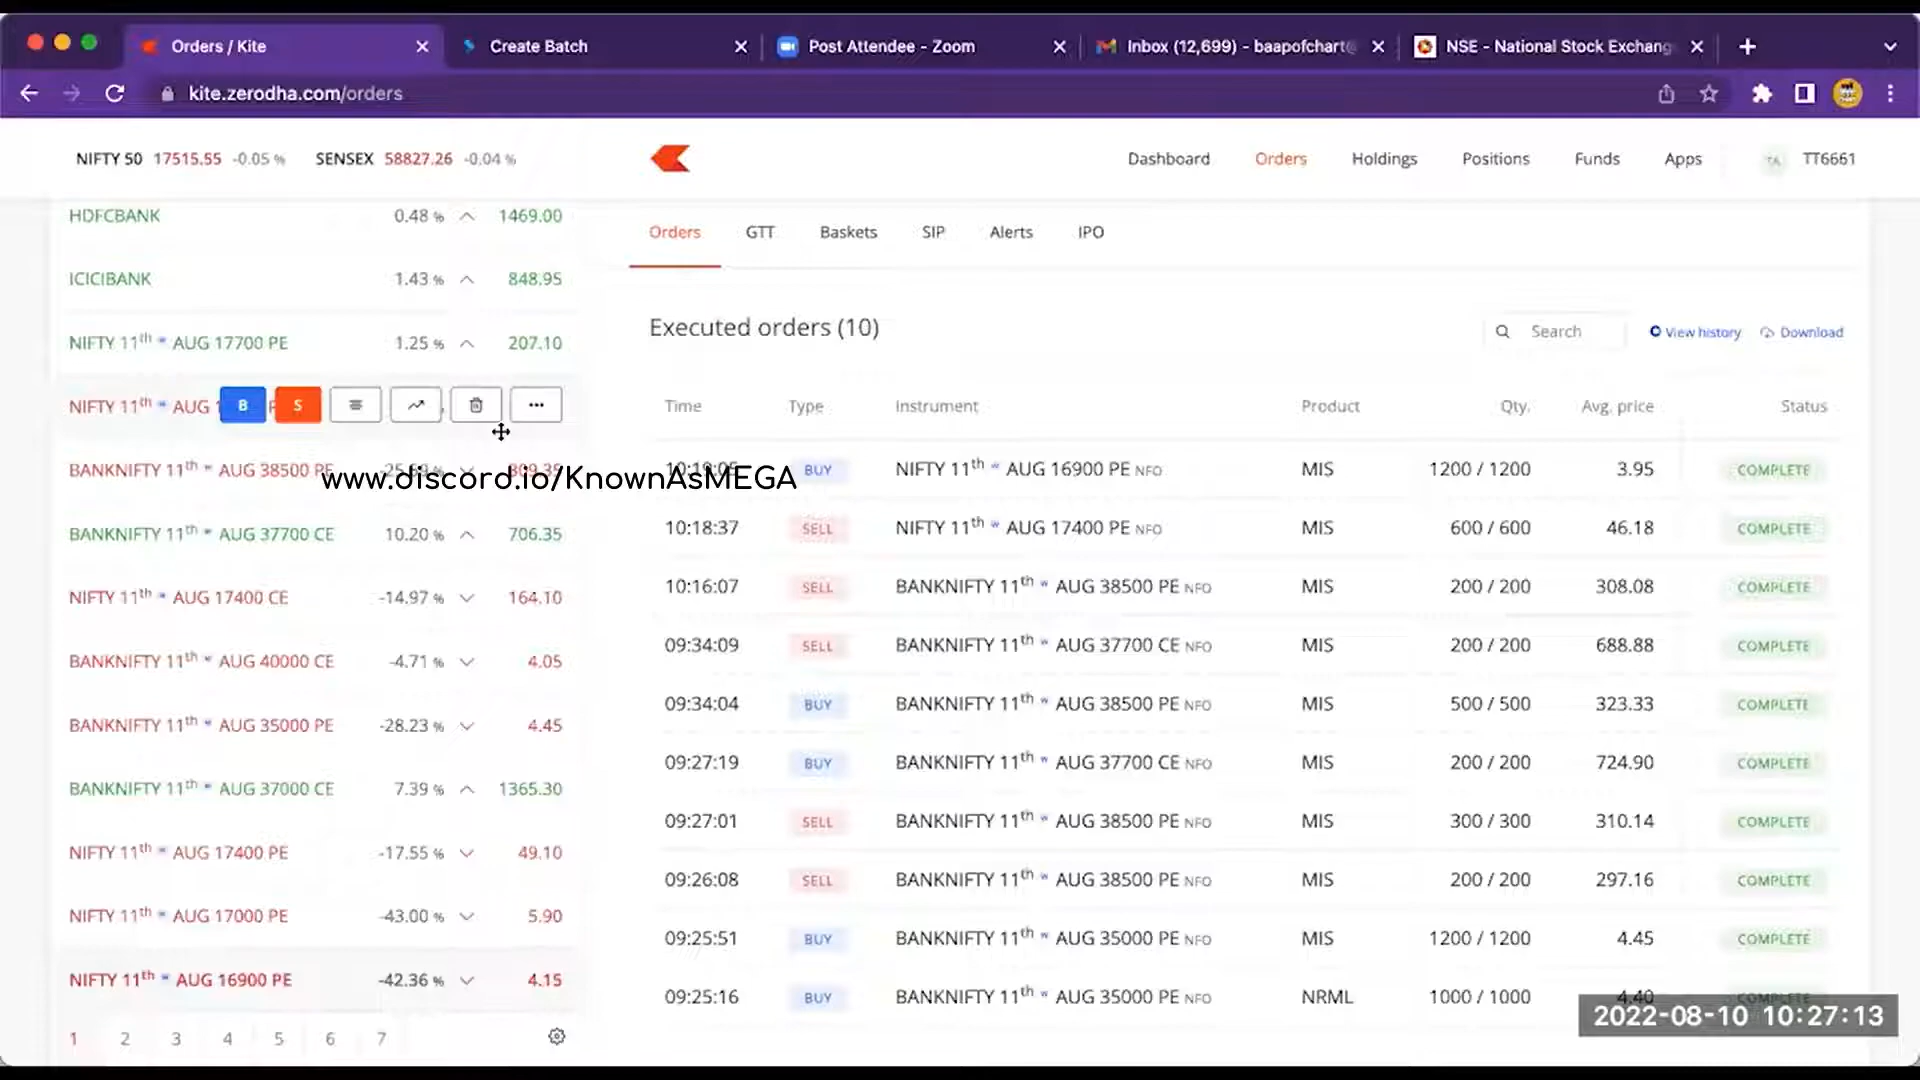 Orders / Kite
Create Batch
Post Attendee - Zoom
Inbox (12,699) - baapofchart@
NSE - National Stock Exchang
kite.zerodha.com/orders
NIFTY 50 17515.55 -0.05 % SENSEX 58827.26 -0.04 %
Dashboard Orders Holdings Positions Funds Apps TT6661
HDFCBANK 0.48 % 1469.00
ICICIBANK 1.43 % 848.95
NIFTY 11th w AUG 17700 PE 1.25 % 207.10
NIFTY 11th w AUG B S
BANKNIFTY 11th w AUG 38500 PE
BANKNIFTY 11th w AUG 37700 CE 10.20 % 706.35
NIFTY 11th w AUG 17400 CE -14.97 % 164.10
BANKNIFTY 11th w AUG 40000 CE -4.71 % 4.05
BANKNIFTY 11th w AUG 35000 PE -28.23 % 4.45
BANKNIFTY 11th w AUG 37000 CE 7.39 % 1365.30
NIFTY 11th w AUG 17400 PE -17.55 % 49.10
NIFTY 11th w AUG 17000 PE -43.00 % 5.90
NIFTY 11th w AUG 16900 PE -42.36 % 4.15
1 2 3 4 5 6 7
www.discord.io/KnownAsMEGA
Orders GTT Baskets SIP Alerts IPO
Executed orders (10)
Search View history Download
Time Type Instrument Product Qty. Avg. price Status
10:19:05 BUY NIFTY 11th w AUG 16900 PE NFO MIS 1200 / 1200 3.95 COMPLETE
10:18:37 SELL NIFTY 11th w AUG 17400 PE NFO MIS 600 / 600 46.18 COMPLETE
10:16:07 SELL BANKNIFTY 11th w AUG 38500 PE NFO MIS 200 / 200 308.08 COMPLETE
09:34:09 SELL BANKNIFTY 11th w AUG 37700 CE NFO MIS 200 / 200 688.88 COMPLETE
09:34:04 BUY BANKNIFTY 11th w AUG 38500 PE NFO MIS 500 / 500 323.33 COMPLETE
09:27:19 BUY BANKNIFTY 11th w AUG 37700 CE NFO MIS 200 / 200 724.90 COMPLETE
09:27:01 SELL BANKNIFTY 11th w AUG 38500 PE NFO MIS 300 / 300 310.14 COMPLETE
09:26:08 SELL BANKNIFTY 11th w AUG 38500 PE NFO MIS 200 / 200 297.16 COMPLETE
09:25:51 BUY BANKNIFTY 11th w AUG 35000 PE NFO MIS 1200 / 1200 4.45 COMPLETE
09:25:16 BUY BANKNIFTY 11th w AUG 35000 PE NFO NRML 1000 / 1000 4.40 COMPLETE
2022-08-10 10:27:13